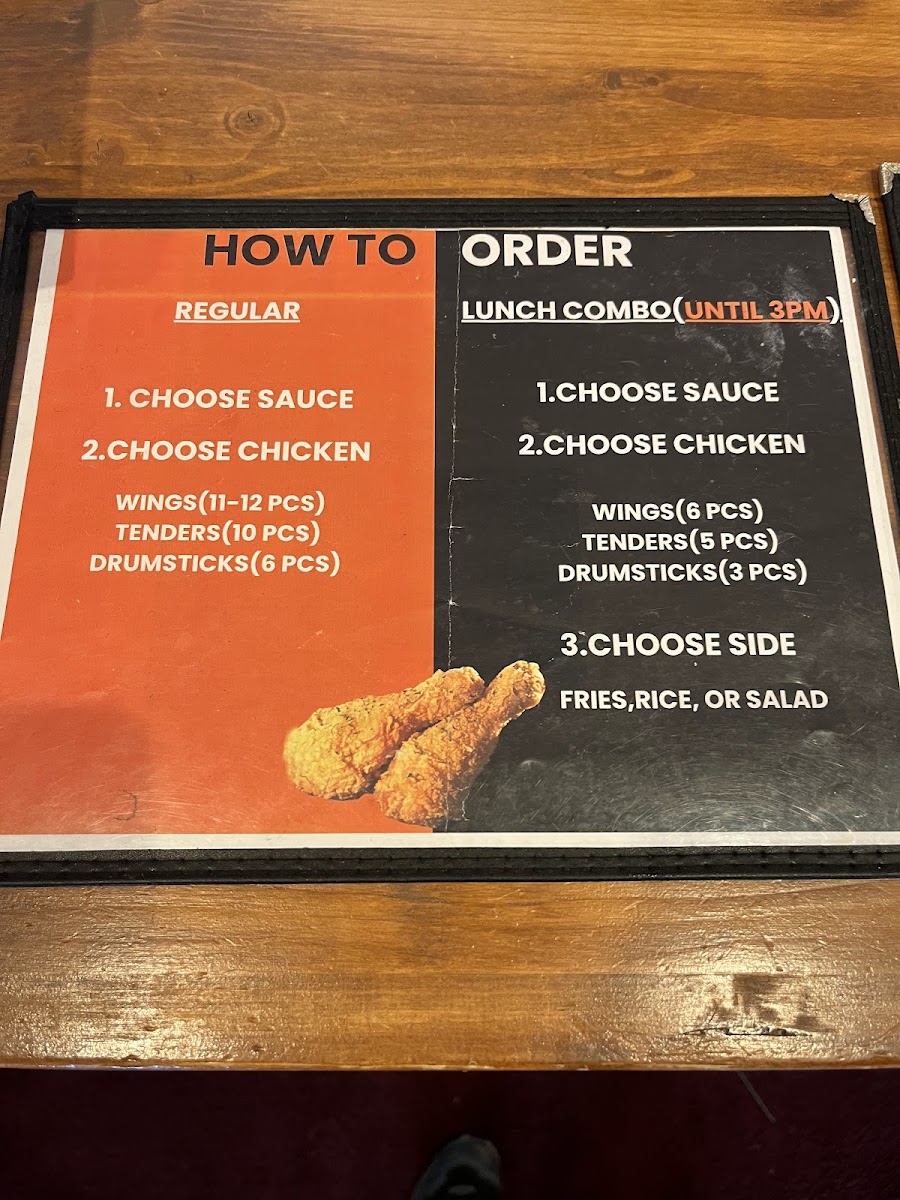 HOW TO ORDER
REGULAR
1. CHOOSE SAUCE
2.CHOOSE CHICKEN
WINGS(11-12 PCS)
TENDERS(10 PCS)
DRUMSTICKS(6 PCS)
LUNCH COMBO(UNTIL 3PM)
1.CHOOSE SAUCE
2.CHOOSE CHICKEN
WINGS(6 PCS)
TENDERS(5 PCS)
DRUMSTICKS(3 PCS)
3.CHOOSE SIDE
FRIES,RICE, OR SALAD